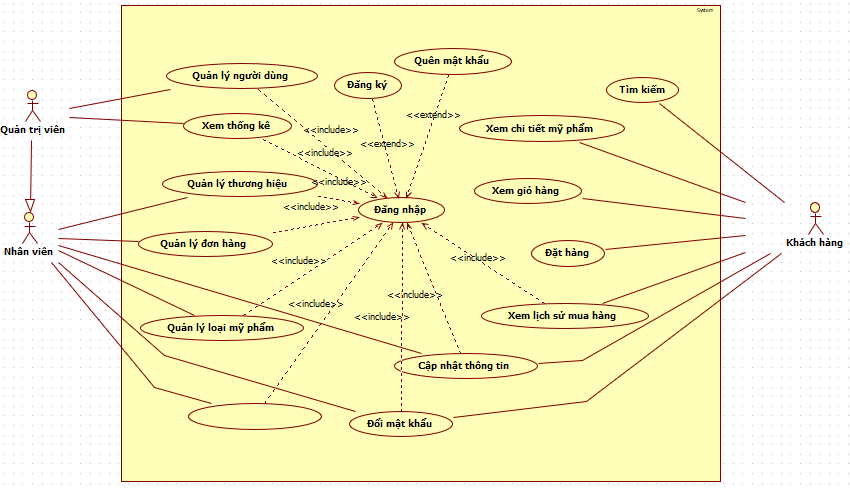 System
Quản lý người dùng
Đăng ký
Quên mật khẩu
Tìm kiếm
Quản trị viên
Xem thống kê
<<include>>
<<extend>>
<<extend>>
<<include>>
Xem chi tiết mỹ phẩm
Quản lý thương hiệu
<<include>>
<<include>>
Đăng nhập
Xem giỏ hàng
Nhân viên
Quản lý đơn hàng
Đặt hàng
Khách hàng
<<include>>
<<include>>
<<include>>
<<include>>
<<include>>
Quản lý loại mỹ phẩm
Xem lịch sử mua hàng
Cập nhật thông tin
Đổi mật khẩu